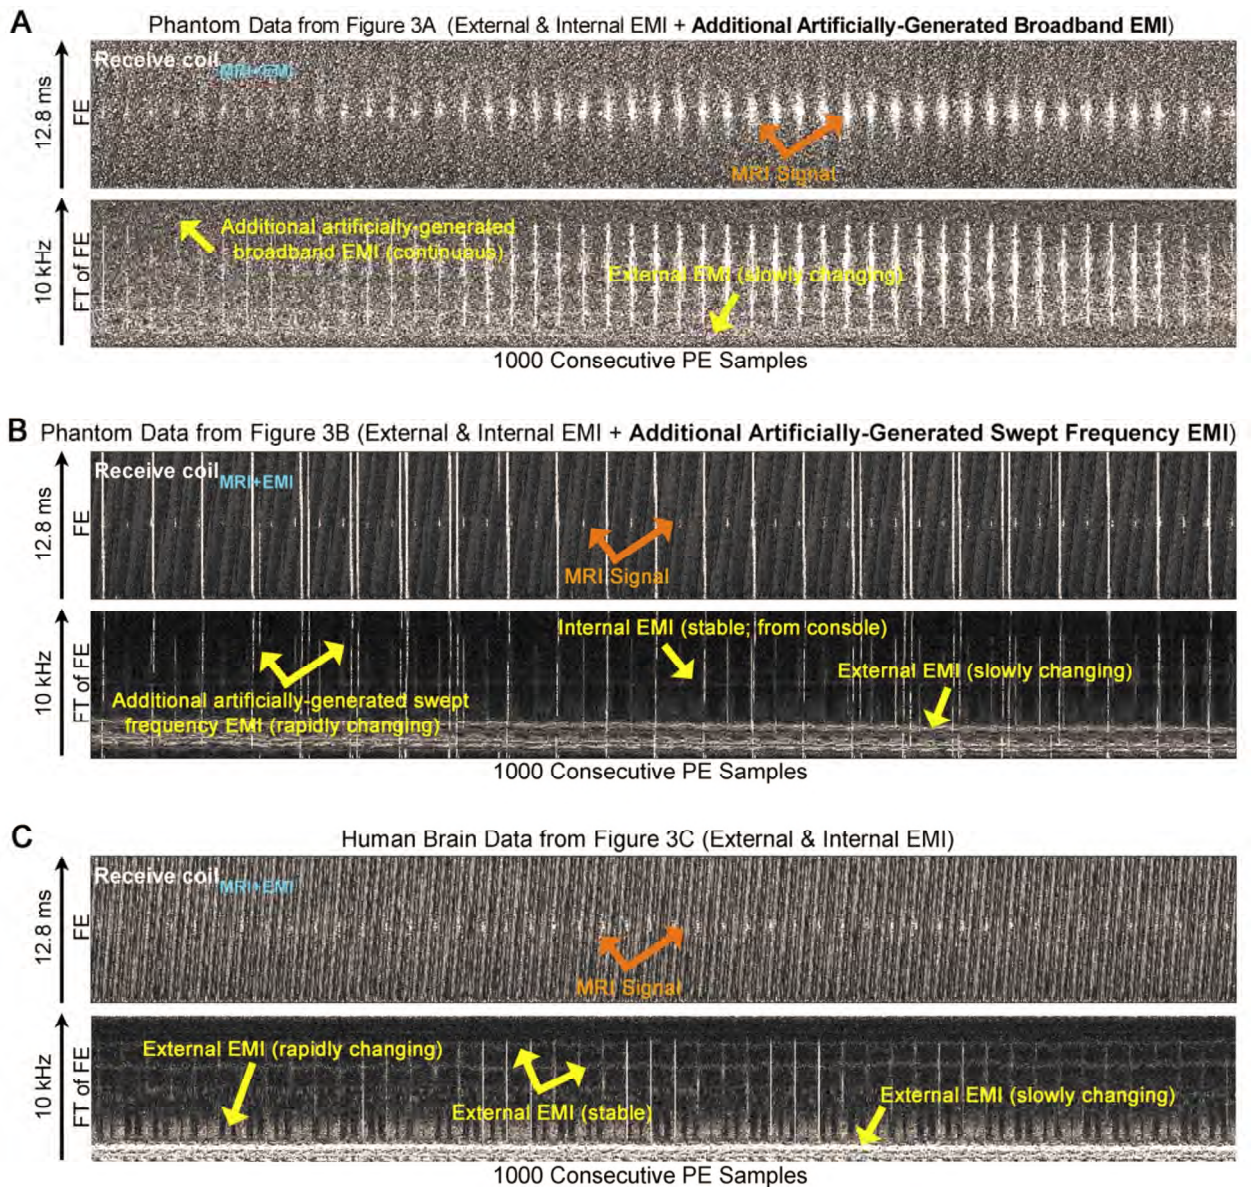 A Phantom Data from Figure 3A (External & Internal EMI + Additional Artificially-Generated Broadband EMI)
12.8 ms
FE
Receive coil MRI+EMI
MRI Signal
10 kHz
FT of FE
Additional artificially-generated
broadband EMI (continuous)
External EMI (slowly changing)
1000 Consecutive PE Samples
B Phantom Data from Figure 3B (External & Internal EMI + Additional Artificially-Generated Swept Frequency EMI)
12.8 ms
FE
Receive coil MRI+EMI
MRI Signal
10 kHz
FT of FE
Internal EMI (stable; from console)
External EMI (slowly changing)
Additional artificially-generated swept
frequency EMI (rapidly changing)
1000 Consecutive PE Samples
C Human Brain Data from Figure 3C (External & Internal EMI)
12.8 ms
FE
Receive coil MRI+EMI
MRI Signal
10 kHz
FT of FE
External EMI (rapidly changing)
External EMI (stable)
External EMI (slowly changing)
1000 Consecutive PE Samples